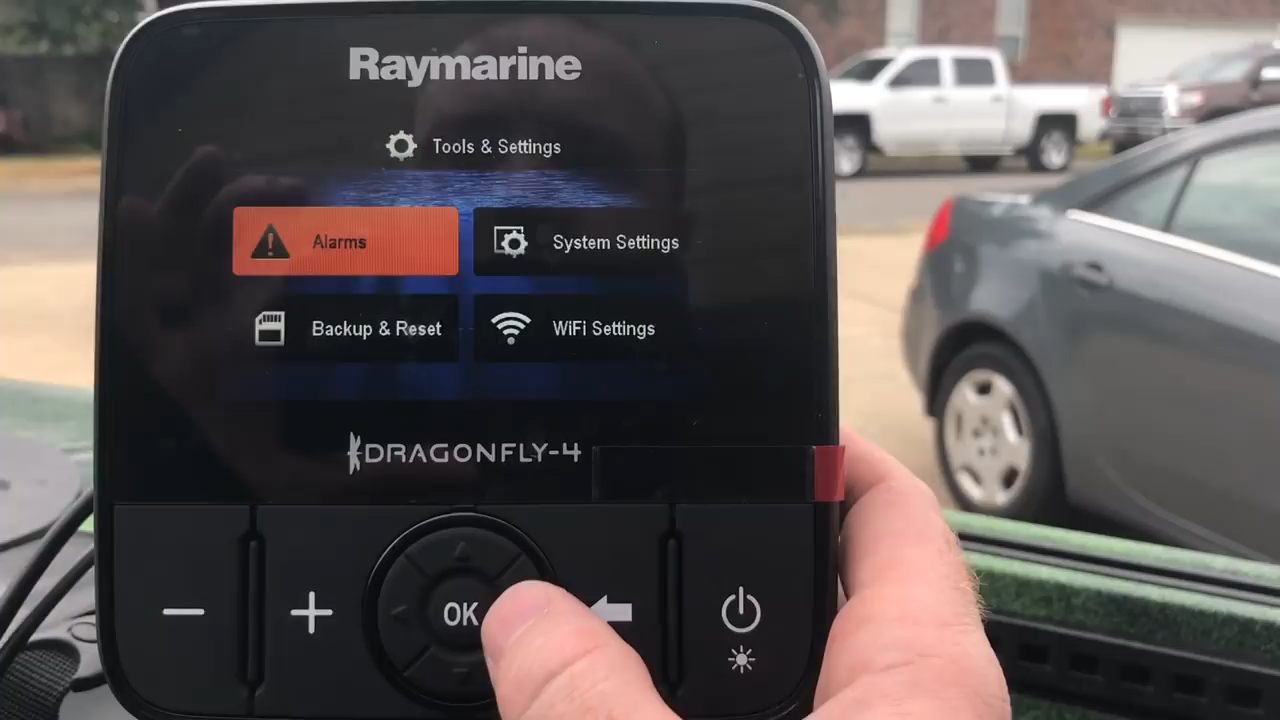 Raymarine
Tools & Settings
Alarms
System Settings
Backup & Reset
WiFi Settings
DRAGONFLY-4
OK